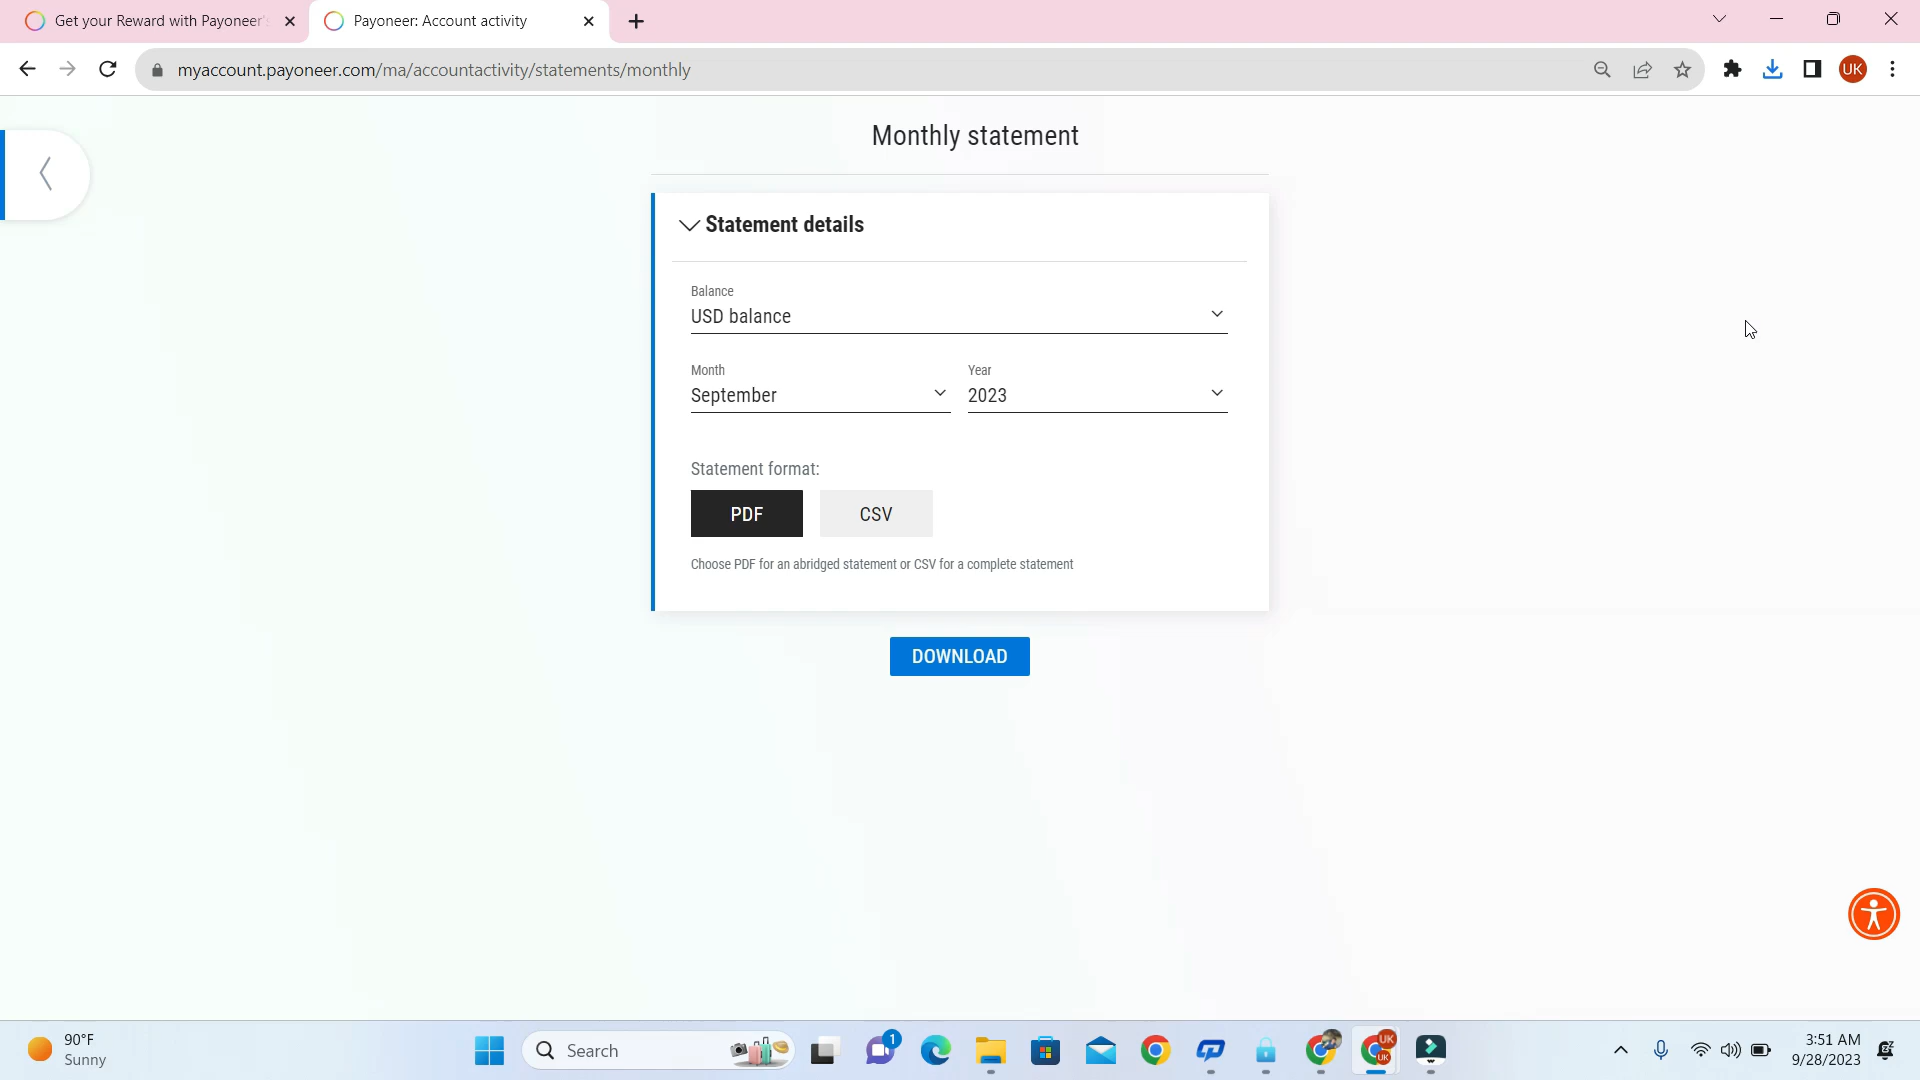 Get your Reward with Payoneer's
Payoneer: Account activity
myaccount.payoneer.com/ma/accountactivity/statements/monthly
UK
Monthly statement
Statement details
Balance
USD balance
Month
Year
September
2023
Statement format:
PDF
CSV
Choose PDF for an abridged statement or CSV for a complete statement
DOWNLOAD
90°F
Sunny
Search
1
UK
UK
3:51 AM
9/28/2023